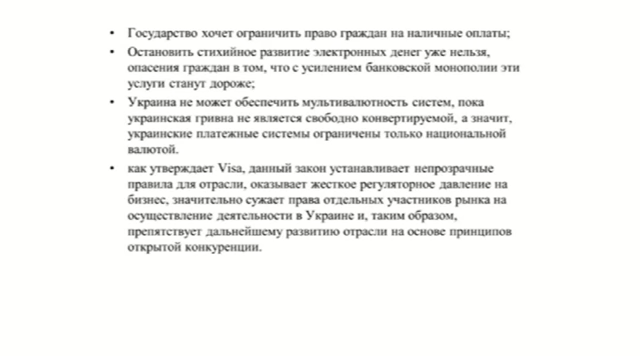 • Государство хочет ограничить право граждан на наличные оплаты;
• Остановить стихийное развитие электронных денег уже нельзя,
опасения граждан в том, что с усилением банковской монополии эти
услуги станут дороже;
• Украина не может обеспечить мультивалютность систем, пока
украинская гривна не является свободно конвертируемой, а значит,
украинские платежные системы ограничены только национальной
валютой.
• как утверждает Visa, данный закон устанавливает непрозрачные
правила для отрасли, оказывает жесткое регуляторное давление на
бизнес, значительно сужает права отдельных участников рынка на
осуществление деятельности в Украине и, таким образом,
препятствует дальнейшему развитию отрасли на основе принципов
открытой конкуренции.